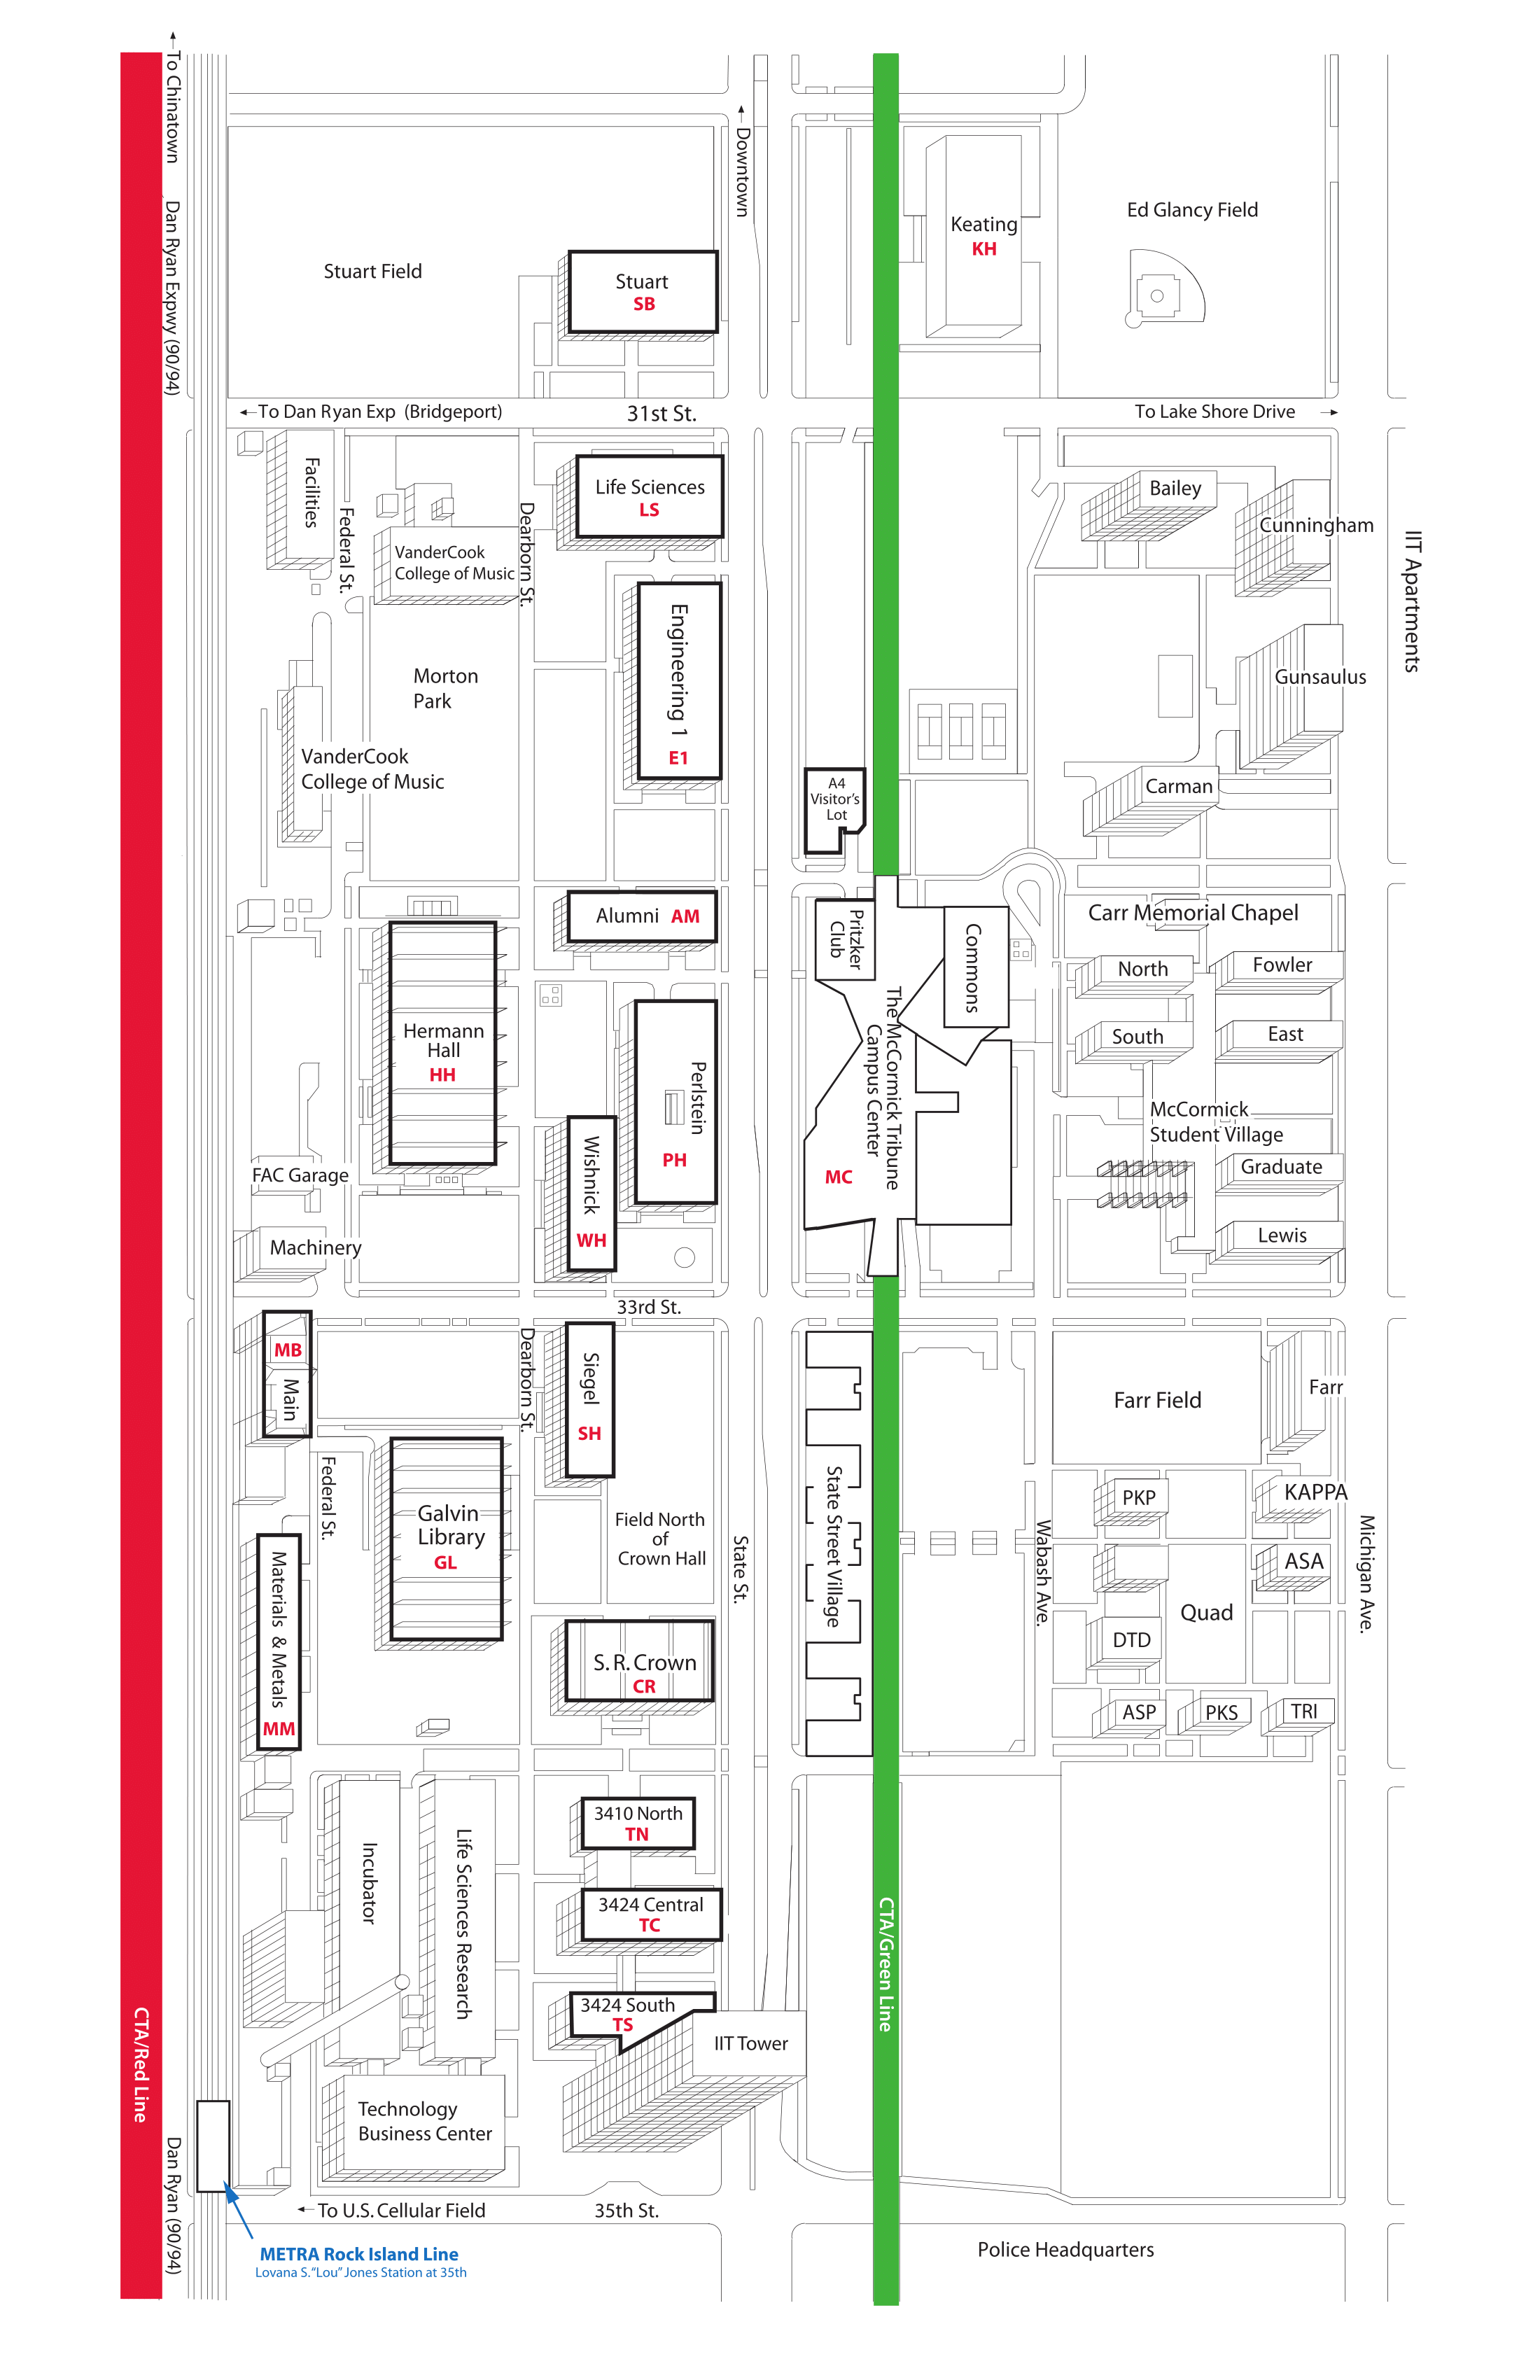 To Chinatown
Dan Ryan Expwy (90/94)
Downtown
Stuart Field
Stuart
SB
Keating
KH
Ed Glancy Field
To Dan Ryan Exp (Bridgeport)
31st St.
To Lake Shore Drive
Facilities
Federal St.
VanderCook
College of Music
Dearborn St.
Life Sciences
LS
Bailey
Cunningham
IIT Apartments
Engineering 1
E1
Morton
Park
VanderCook
College of Music
Gunsaulus
A4
Visitor's
Lot
Carman
Alumni AM
Pritzker
Club
Commons
Carr Memorial Chapel
North
Fowler
Hermann
Hall
HH
Perlstein
PH
The McCormick Tribune
Campus Center
MC
South
East
McCormick
Student Village
Wishnick
WH
FAC Garage
Graduate
Machinery
Lewis
33rd St.
MB
Main
Dearborn St.
Siegel
SH
Farr Field
Farr
Federal St.
Galvin
Library
GL
Field North
of
Crown Hall
State St.
State Street Village
Wabash Ave.
PKP
KAPPA
Michigan Ave.
ASA
Quad
DTD
Materials & Metals
MM
S. R. Crown
CR
ASP
PKS
TRI
Incubator
Life Sciences Research
3410 North
TN
3424 Central
TC
3424 South
TS
IIT Tower
CTA/Green Line
CTA/Red Line
Technology
Business Center
Dan Ryan (90/94)
To U.S. Cellular Field
35th St.
METRA Rock Island Line
Lovana S. “Lou” Jones Station at 35th
Police Headquarters